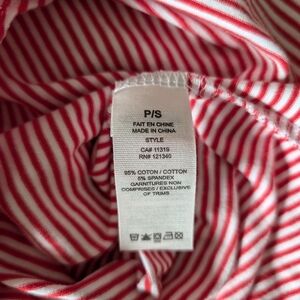 P/S
FAIT EN CHINE
MADE IN CHINA
STYLE
CA# 11319
RN# 121340
95% COTON / COTTON
5% SPANDEX
GARNITURES NON
COMPRISES / EXCLUSIVE
OF TRIMS